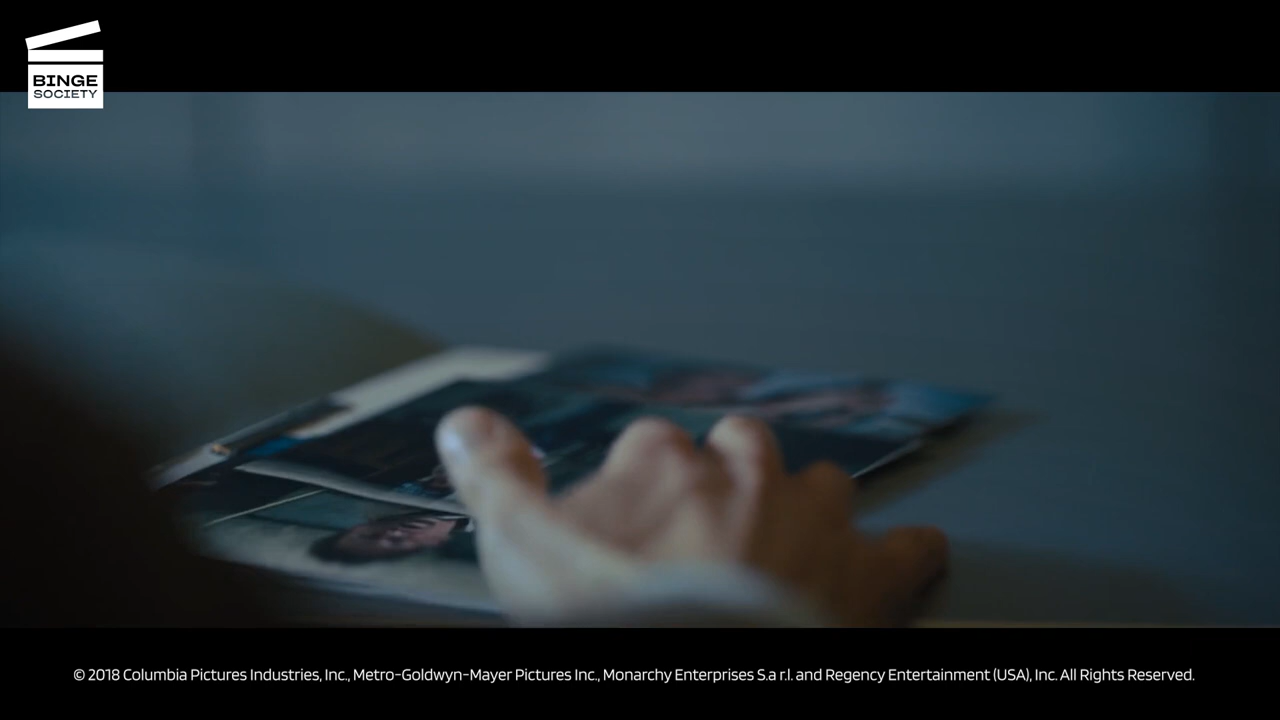 BINGE
SOCIETY
© 2018 Columbia Pictures Industries, Inc., Metro-Goldwyn-Mayer Pictures Inc., Monarchy Enterprises S.a r.l. and Regency Entertainment (USA), Inc. All Rights Reserved.